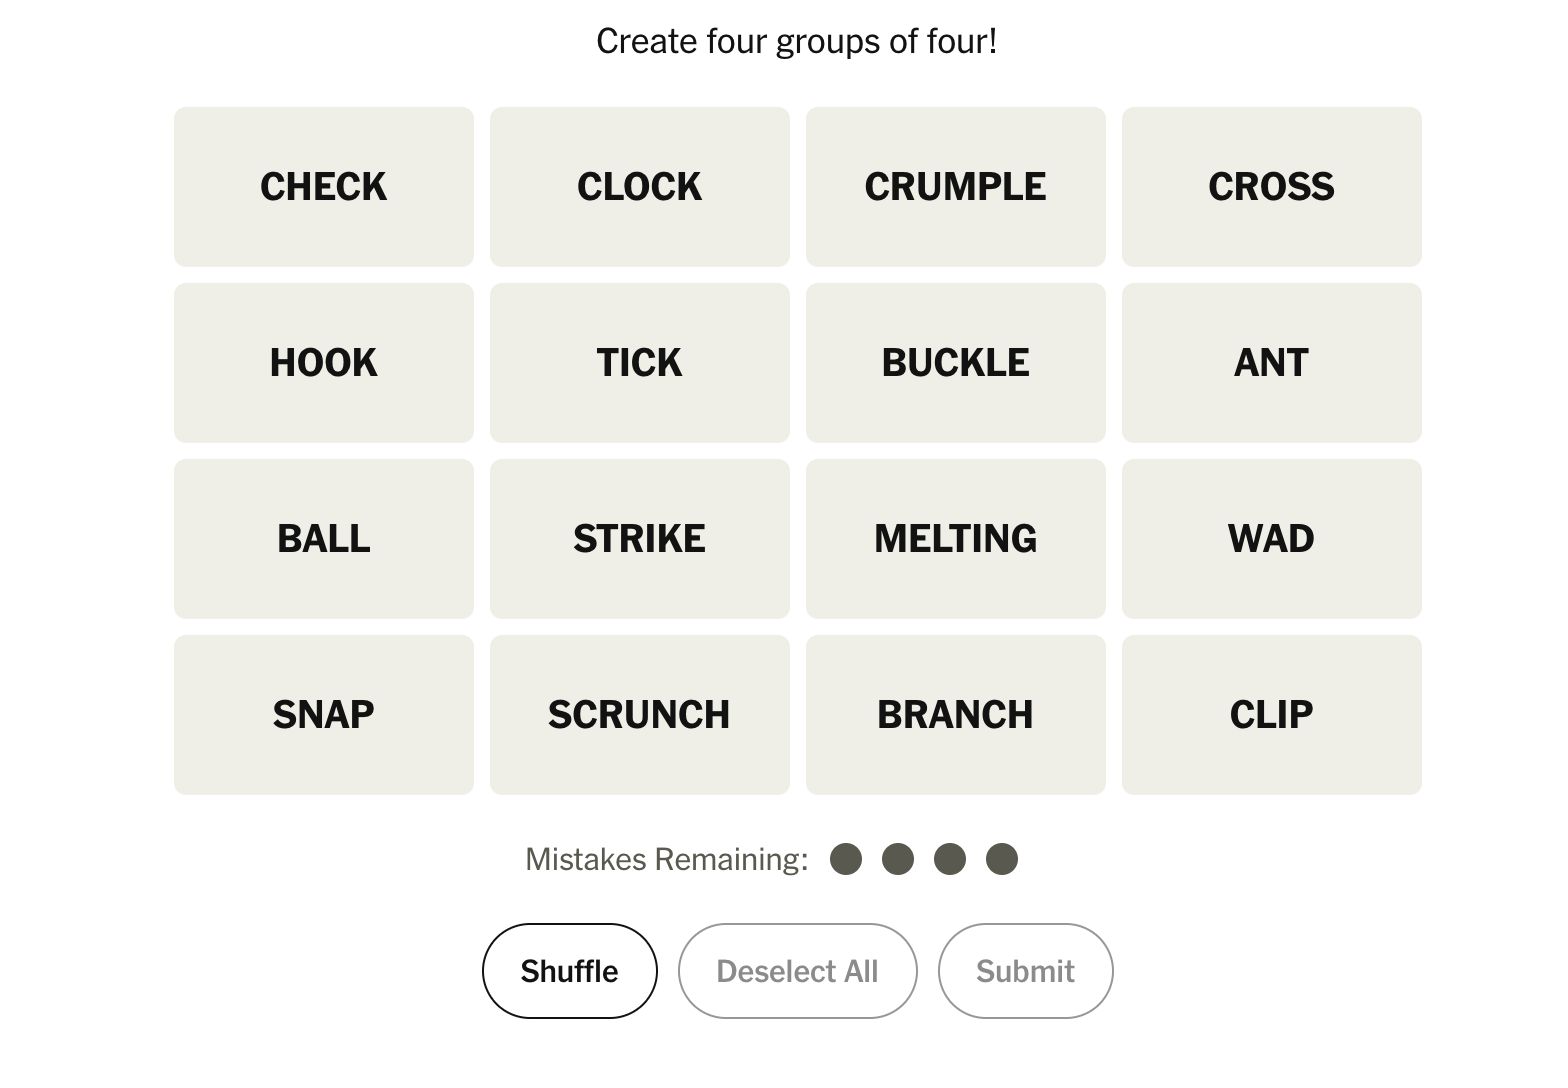 Create four groups of four!
CHECK CLOCK CRUMPLE CROSS
HOOK TICK BUCKLE ANT
BALL STRIKE MELTING WAD
SNAP SCRUNCH BRANCH CLIP
Mistakes Remaining:
Shuffle Deselect All Submit